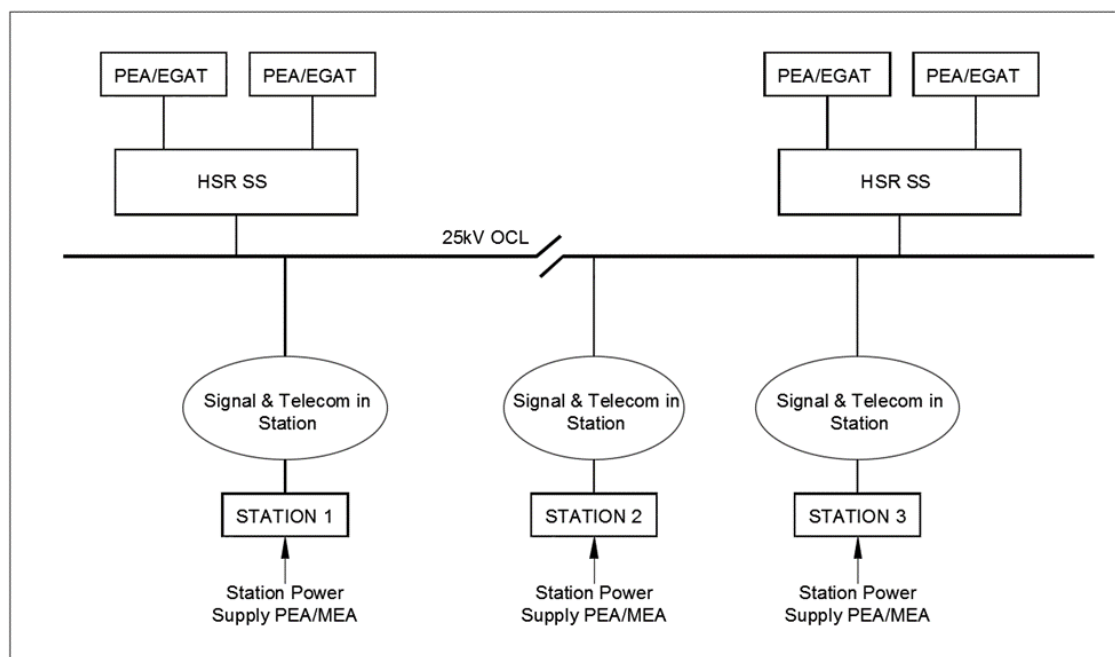 PEA/EGAT
PEA/EGAT
PEA/EGAT
PEA/EGAT
HSR SS
HSR SS
25kV OCL
Signal & Telecom in
Station
Signal & Telecom in
Station
Signal & Telecom in
Station
STATION 1
STATION 2
STATION 3
Station Power
Supply PEA/MEA
Station Power
Supply PEA/MEA
Station Power
Supply PEA/MEA